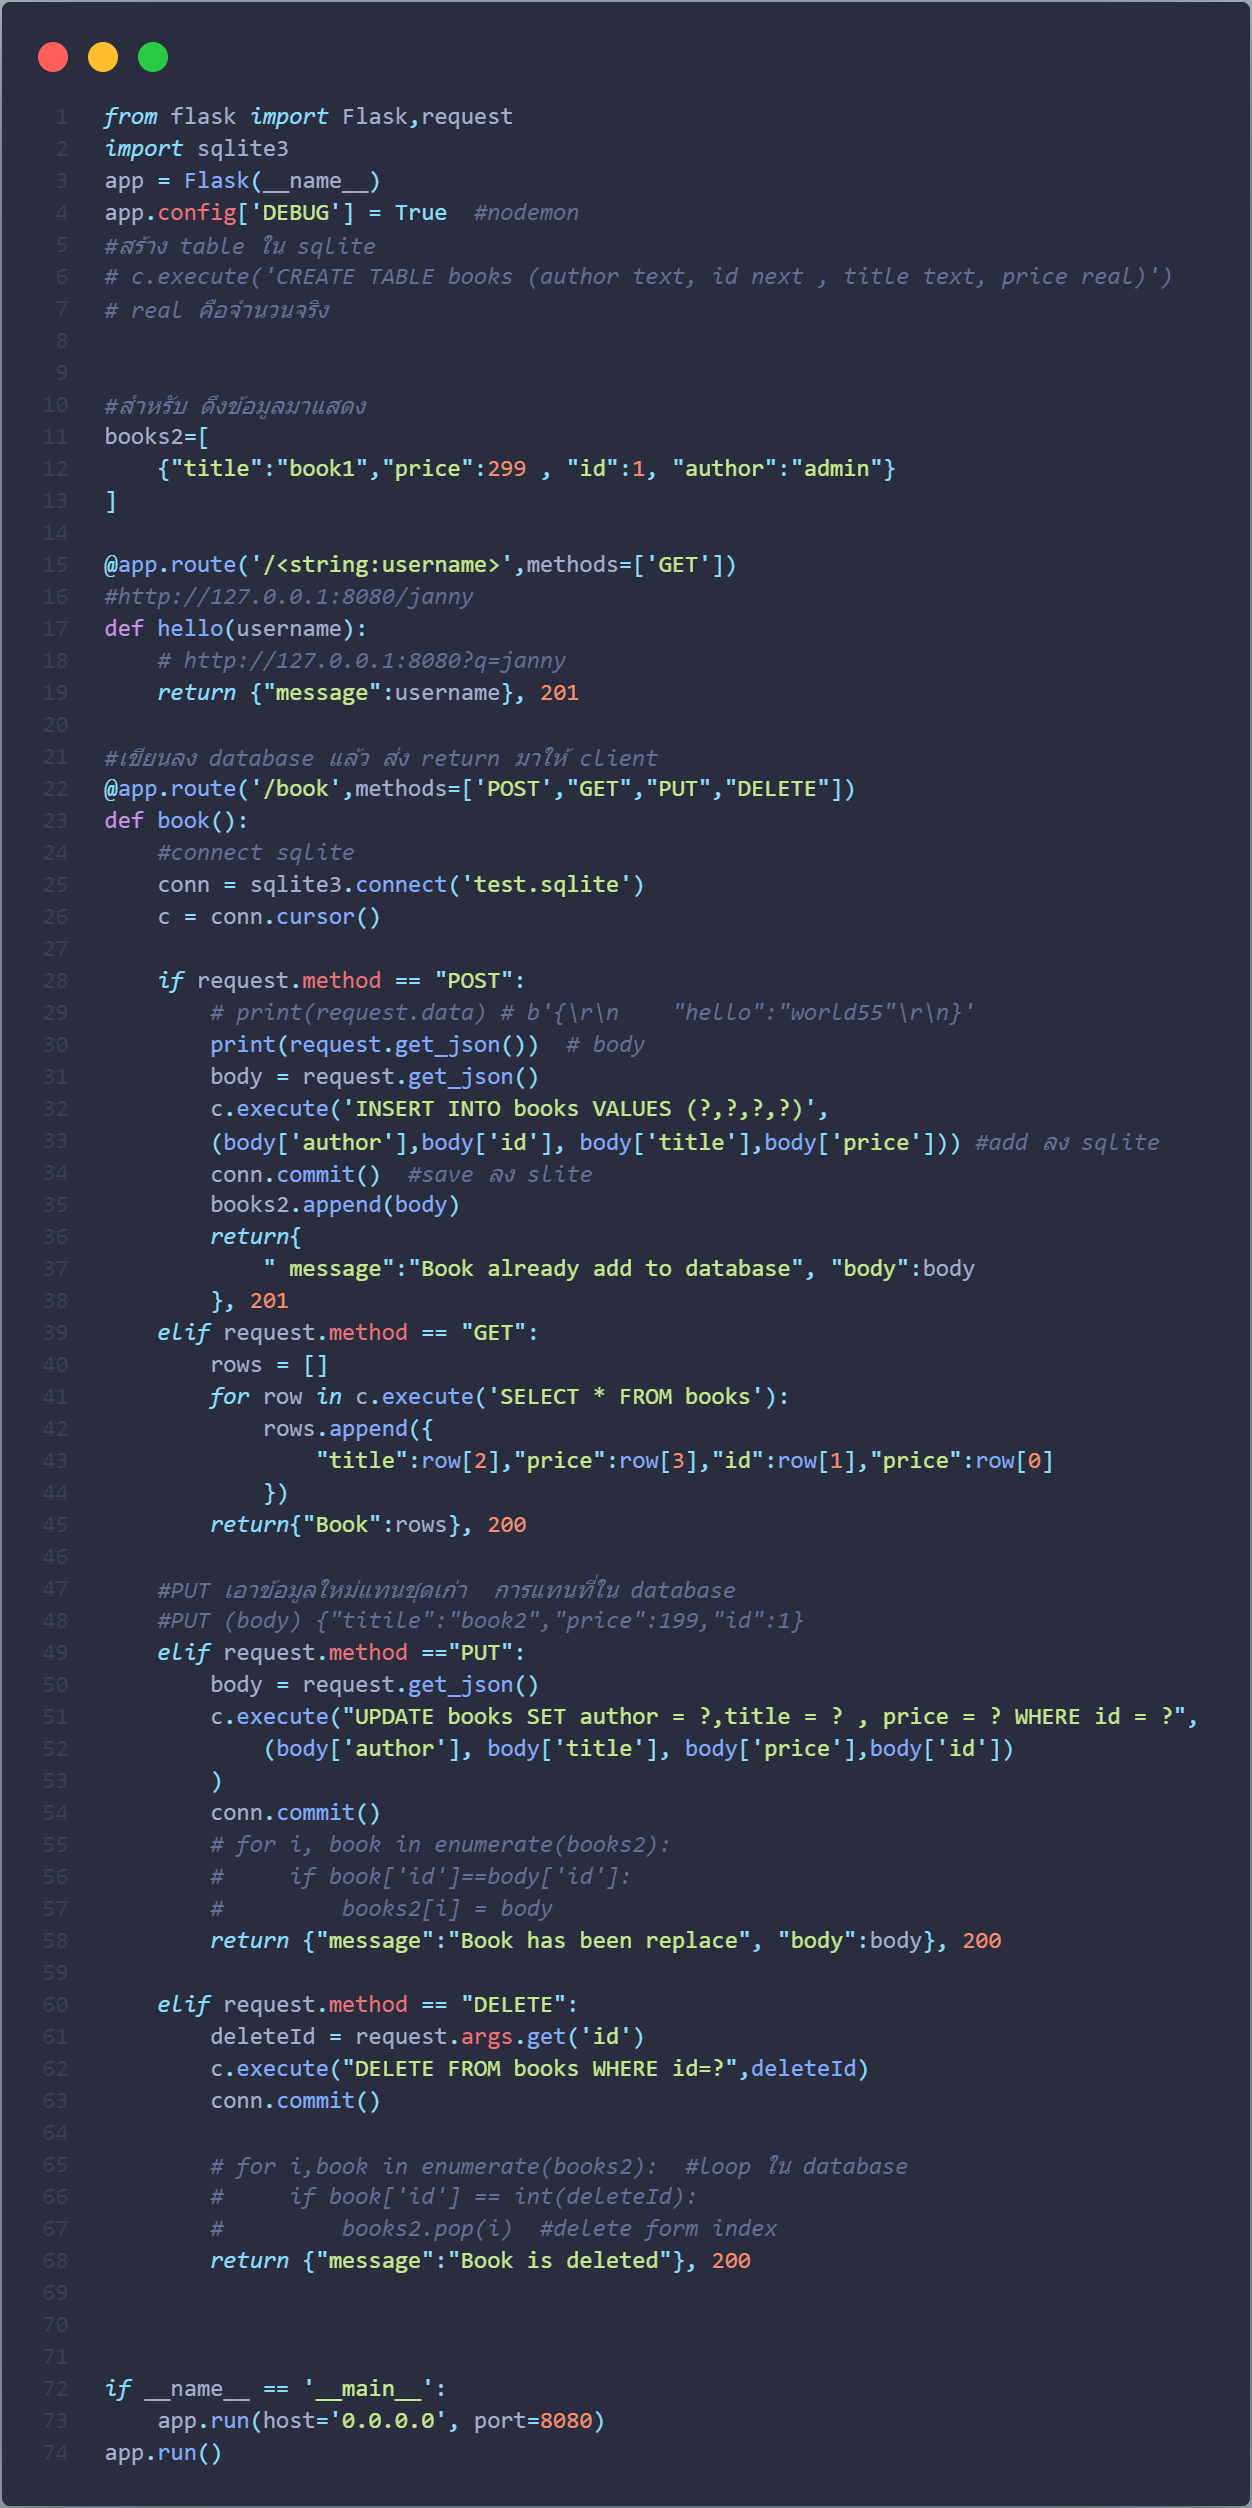 1 from flask import Flask,request
2 import sqlite3
3 app = Flask(__name__)
4 app.config['DEBUG'] = True  #nodemon
5 #สร้าง table ใน sqlite
6 # c.execute('CREATE TABLE books (author text, id next , title text, price real)')
7 # real คือจำนวนจริง
8
9
10 #สำหรับ ดึงข้อมูลมาแสดง
11 books2=[
12     {"title":"book1","price":299 , "id":1, "author":"admin"}
13 ]
14
15 @app.route('/<string:username>',methods=['GET'])
16 #http://127.0.0.1:8080/janny
17 def hello(username):
18     # http://127.0.0.1:8080?q=janny
19     return {"message":username}, 201
20
21 #เขียนลง database แล้ว ส่ง return มาให้ client
22 @app.route('/book',methods=['POST',"GET","PUT","DELETE"])
23 def book():
24     #connect sqlite
25     conn = sqlite3.connect('test.sqlite')
26     c = conn.cursor()
27
28     if request.method == "POST":
29         # print(request.data) # b'{\r\n    "hello":"world55"\r\n}'
30         print(request.get_json())  # body
31         body = request.get_json()
32         c.execute('INSERT INTO books VALUES (?,?,?,?)',
33         (body['author'],body['id'], body['title'],body['price'])) #add ลง sqlite
34         conn.commit()  #save ลง slite
35         books2.append(body)
36         return{
37             " message":"Book already add to database", "body":body
38         }, 201
39     elif request.method == "GET":
40         rows = []
41         for row in c.execute('SELECT * FROM books'):
42             rows.append({
43                 "title":row[2],"price":row[3],"id":row[1],"price":row[0]
44             })
45         return{"Book":rows}, 200
46
47     #PUT เอาข้อมูลใหม่แทนชุดเก่า  การแทนที่ใน database
48     #PUT (body) {"titile":"book2","price":199,"id":1}
49     elif request.method =="PUT":
50         body = request.get_json()
51         c.execute("UPDATE books SET author = ?,title = ? , price = ? WHERE id = ?",
52             (body['author'], body['title'], body['price'],body['id'])
53         )
54         conn.commit()
55         # for i, book in enumerate(books2):
56         #     if book['id']==body['id']:
57         #         books2[i] = body
58         return {"message":"Book has been replace", "body":body}, 200
59
60     elif request.method == "DELETE":
61         deleteId = request.args.get('id')
62         c.execute("DELETE FROM books WHERE id=?",deleteId)
63         conn.commit()
64
65         # for i,book in enumerate(books2):  #loop ใน database
66         #     if book['id'] == int(deleteId):
67         #         books2.pop(i)  #delete form index
68         return {"message":"Book is deleted"}, 200
69
70
71
72 if __name__ == '__main__':
73     app.run(host='0.0.0.0', port=8080)
74 app.run()